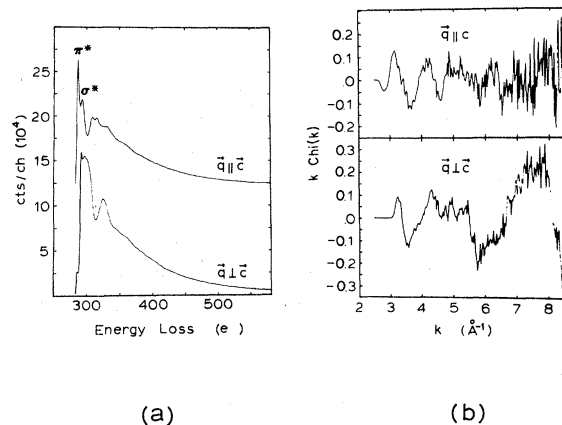 π*
σ*
25
20
15
10
5
cts/ch (10⁴)
q⃗ ∥ c⃗
q⃗ ⊥ c⃗
300 400 500
Energy Loss (e )
(a)
0.2
0.1
0
-0.1
-0.2
q⃗ ∥ c⃗
k Chi(k)
0.3
0.2
0.1
0
-0.1
-0.2
-0.3
q⃗ ⊥ c⃗
2 3 4 5 6 7 8
k (Å⁻¹)
(b)